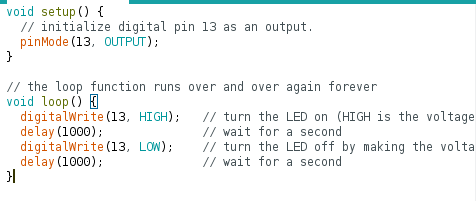 void setup() {
  // initialize digital pin 13 as an output.
  pinMode(13, OUTPUT);
}

// the loop function runs over and over again forever
void loop() {
  digitalWrite(13, HIGH);   // turn the LED on (HIGH is the voltage
  delay(1000);              // wait for a second
  digitalWrite(13, LOW);    // turn the LED off by making the volta
  delay(1000);              // wait for a second
}